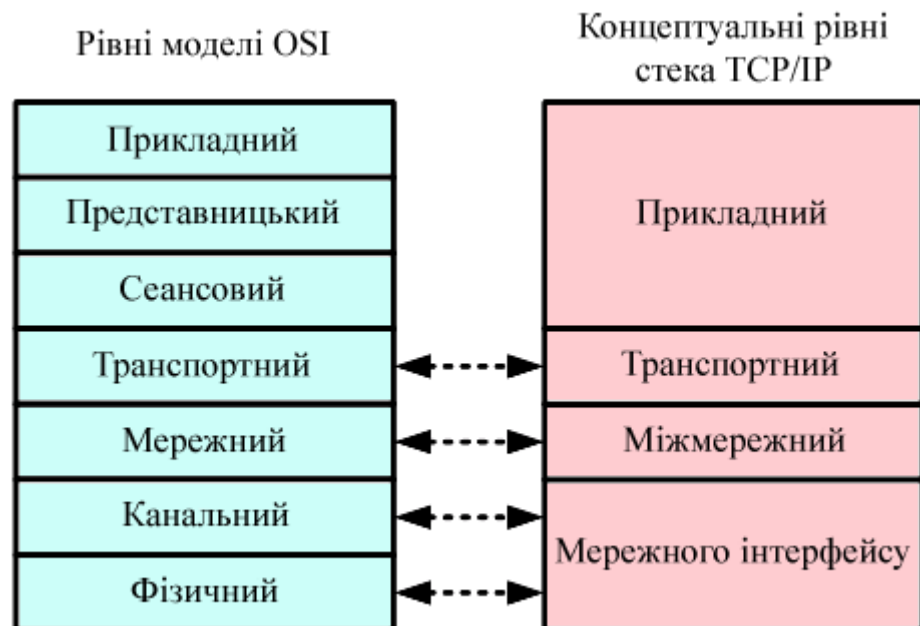 Рівні моделі OSI
Прикладний
Представницький
Сеансовий
Транспортний
Мережний
Канальний
Фізичний
Концептуальні рівні
стека TCP/IP
Прикладний
Транспортний
Міжмережний
Мережного інтерфейсу